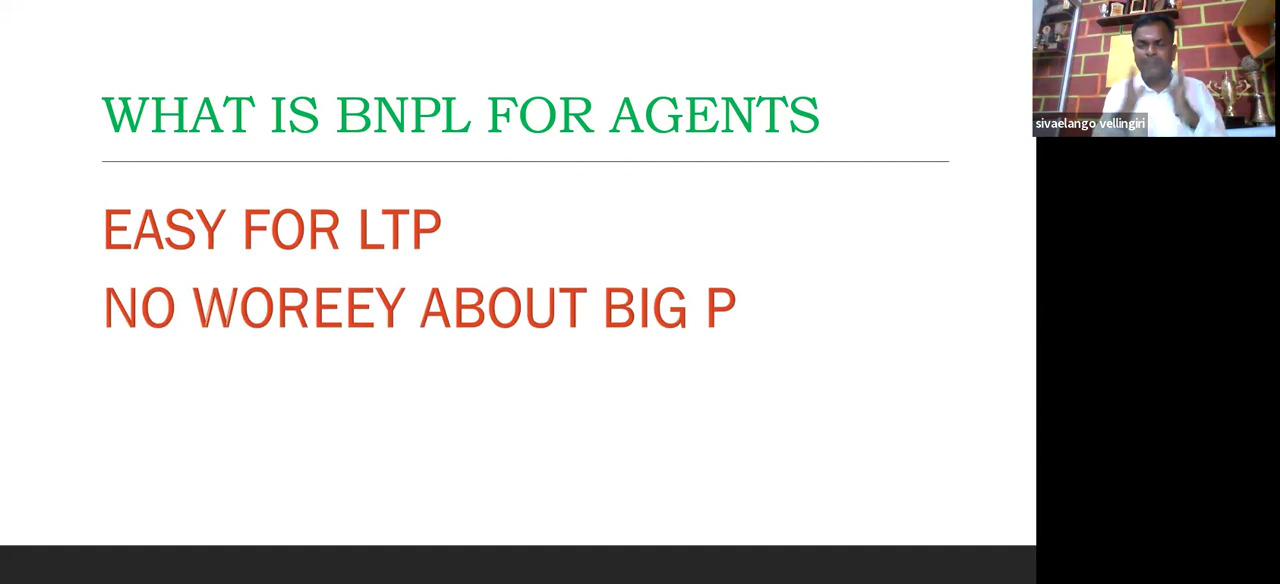 WHAT IS BNPL FOR AGENTS
sivaelango vellingiri
EASY FOR LTP
NO WOREEY ABOUT BIG P